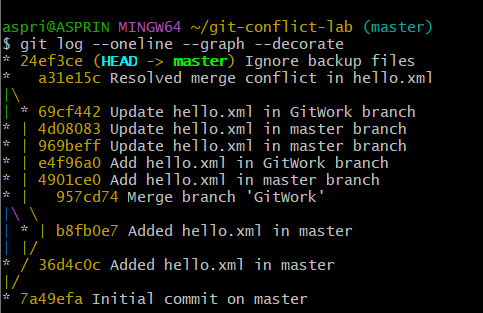 aspri@ASPRIN MINGW64 ~/git-conflict-lab (master)
$ git log --oneline --graph --decorate
* 24ef3ce (HEAD -> master) Ignore backup files
*   a31e15c Resolved merge conflict in hello.xml
|\
| * 69cf442 Update hello.xml in GitWork branch
* | 4d08083 Update hello.xml in master branch
* | 969beff Update hello.xml in master branch
* | e4f96a0 Add hello.xml in GitWork branch
* | 4901ce0 Add hello.xml in master branch
* |   957cd74 Merge branch 'GitWork'
|\ \
| * | b8fb0e7 Added hello.xml in master
| |/
* / 36d4c0c Added hello.xml in master
|/
* 7a49efa Initial commit on master